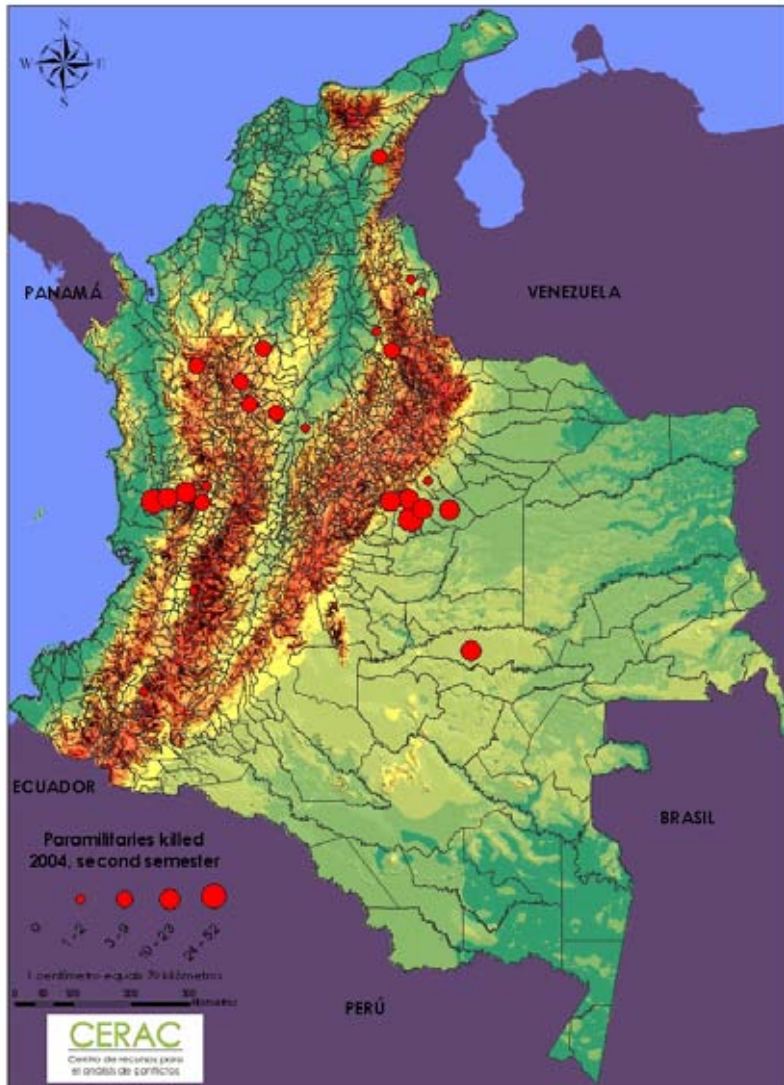 N
W E
S
PANAMÁ
VENEZUELA
ECUADOR
BRASIL
Paramilitaries killed
2004, second semester
0
1 - 2
3 - 9
10 - 23
24 - 52
1 centímetro equals 79 kilómetros
PERÚ
CERAC
Centro de recursos para
el análisis de conflictos